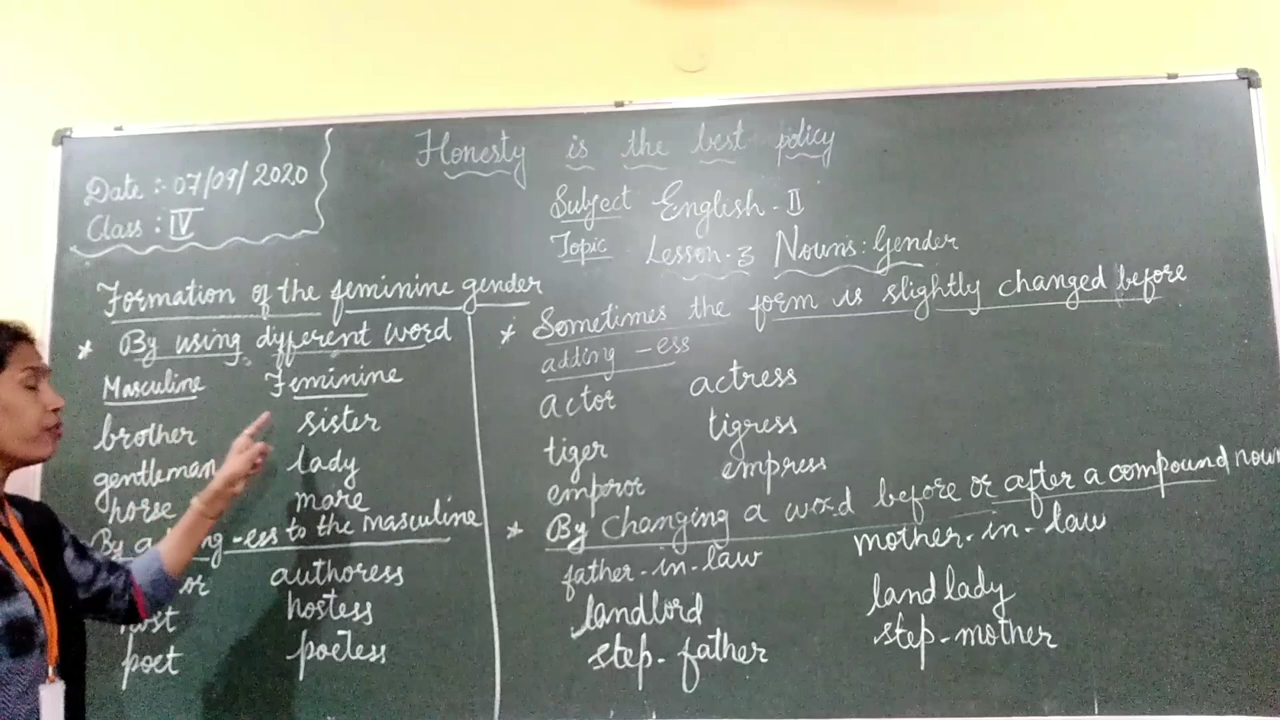 Honesty is the best policy
Date :- 07/09/2020
Class : IV
Subject English - II
Topic Lesson - 3 Nouns : Gender
Formation of the feminine gender
* By using different word
Masculine Feminine
brother sister
gentleman lady
horse mare
By -ess to the masculine
authoress
host hostess
poet poetess
* Sometimes the form is slightly changed before
adding -ess
actor actress
tiger tigress
emperor empress
* By Changing a word before or after a compound noun
father-in-law mother-in-law
landlord land lady
step-father step-mother